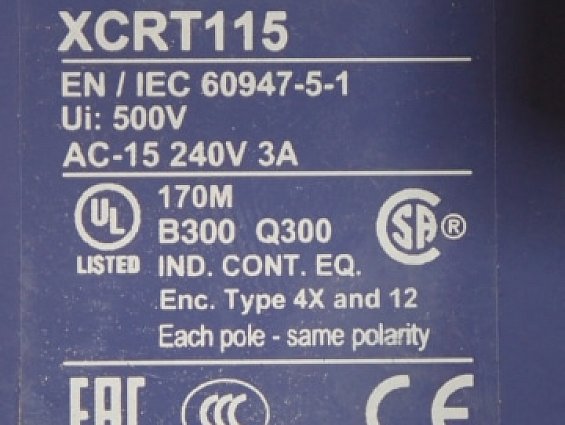 XCRT115
EN / IEC 60947-5-1
Ui: 500V
AC-15 240V 3A
UL LISTED
170M
B300 Q300
IND. CONT. EQ.
Enc. Type 4X and 12
Each pole - same polarity
SA ®
EAC CCC CE